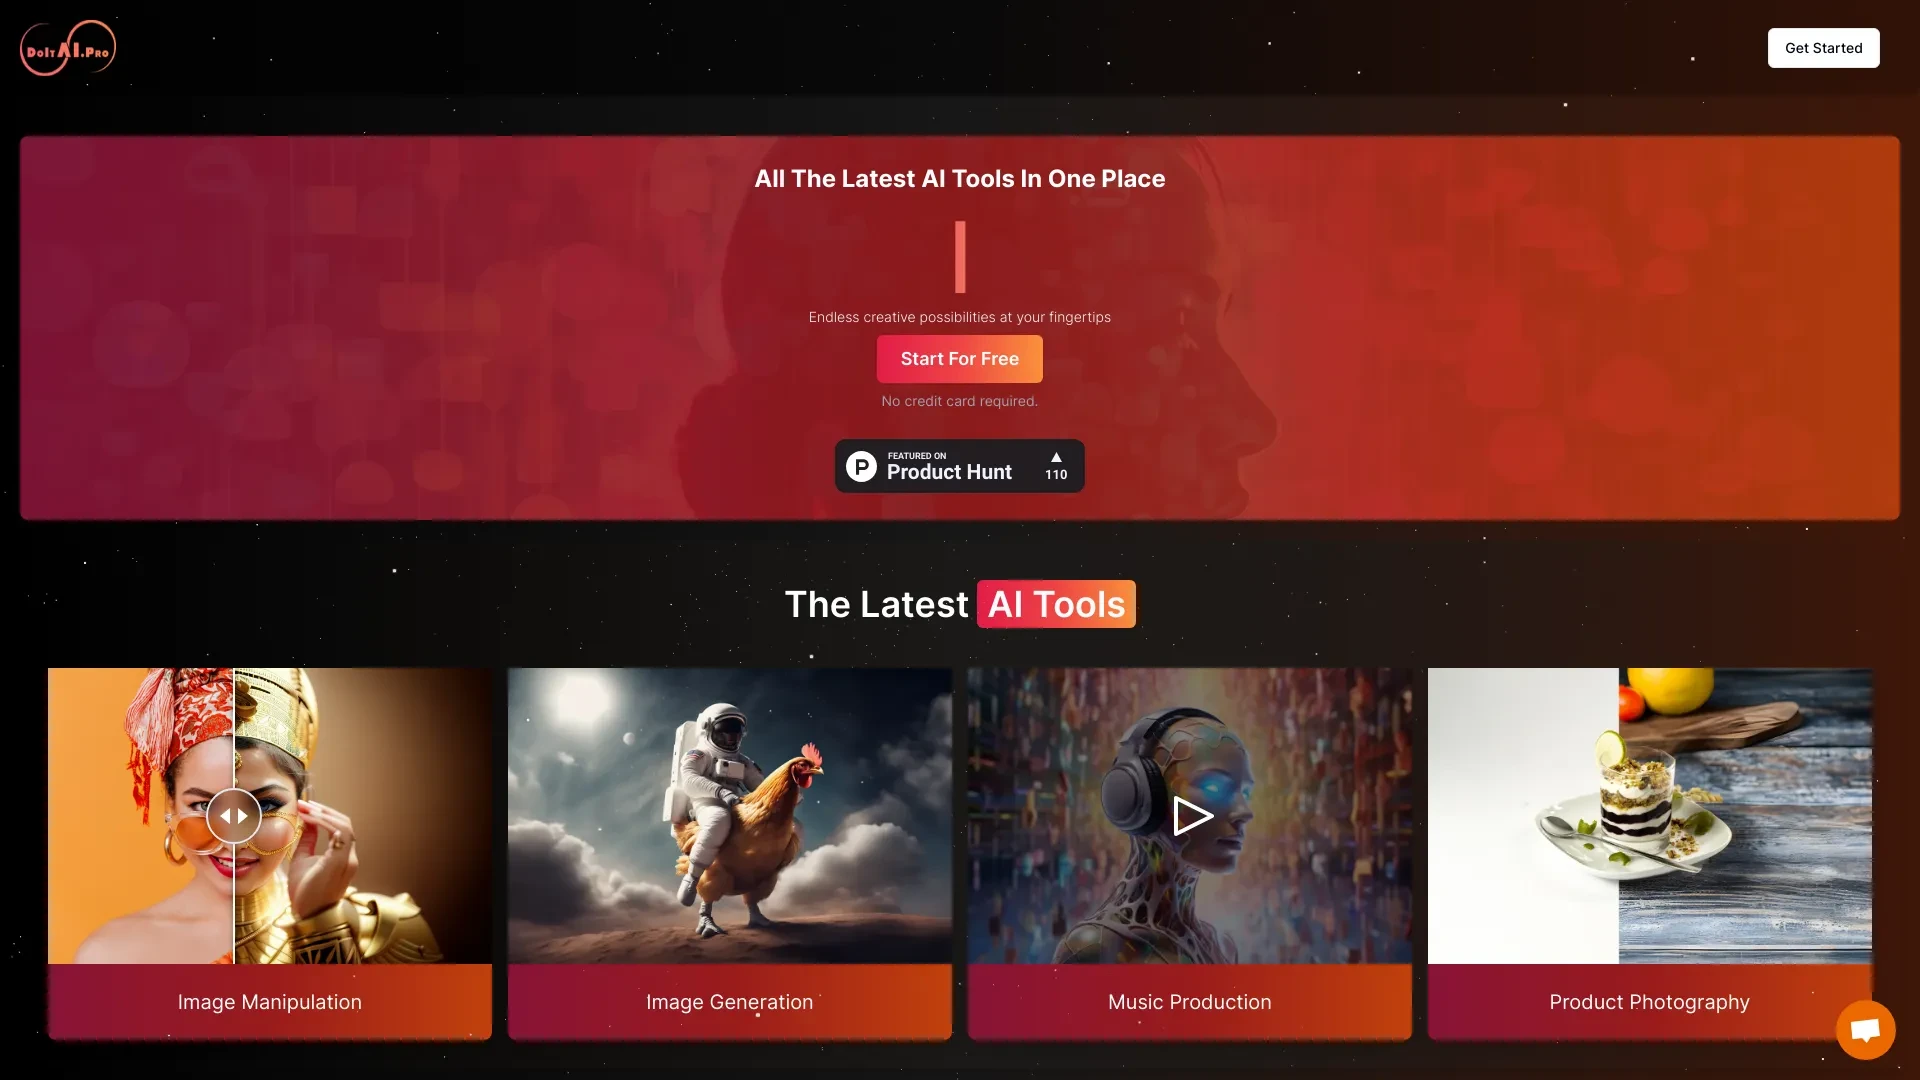 DoItAI.Pro
Get Started
All The Latest AI Tools In One Place
Endless creative possibilities at your fingertips
Start For Free
No credit card required.
FEATURED ON
Product Hunt
110
The Latest AI Tools
Image Manipulation
Image Generation
Music Production
Product Photography